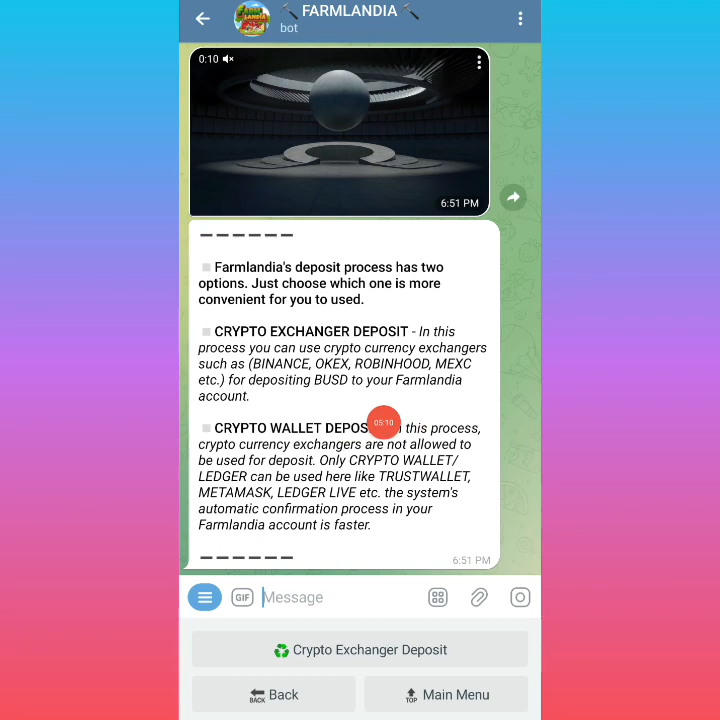 FARMLANDIA
bot
0:10
6:51 PM
Farmlandia's deposit process has two
options. Just choose which one is more
convenient for you to used.
CRYPTO EXCHANGER DEPOSIT - In this
process you can use crypto currency exchangers
such as (BINANCE, OKEX, ROBINHOOD, MEXC
etc.) for depositing BUSD to your Farmlandia
account.
CRYPTO WALLET DEPOS 05:10 this process,
crypto currency exchangers are not allowed to
be used for deposit. Only CRYPTO WALLET/
LEDGER can be used here like TRUSTWALLET,
METAMASK, LEDGER LIVE etc. the system's
automatic confirmation process in your
Farmlandia account is faster.
6:51 PM
GIF Message
Crypto Exchanger Deposit
BACK Back
TOP Main Menu